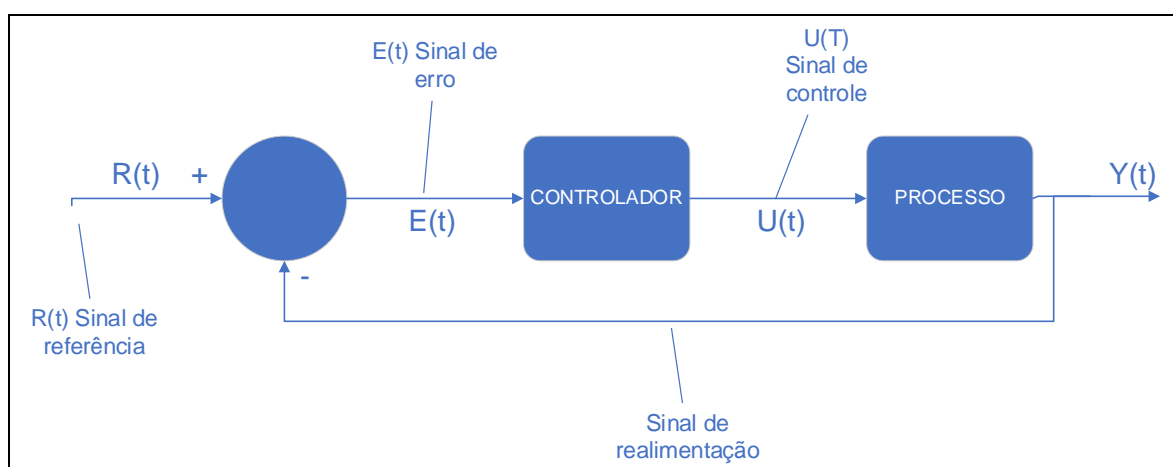 E(t) Sinal de
erro
U(T)
Sinal de
controle
R(t)
+
E(t)
CONTROLADOR
U(t)
PROCESSO
Y(t)
-
R(t) Sinal de
referência
Sinal de
realimentação